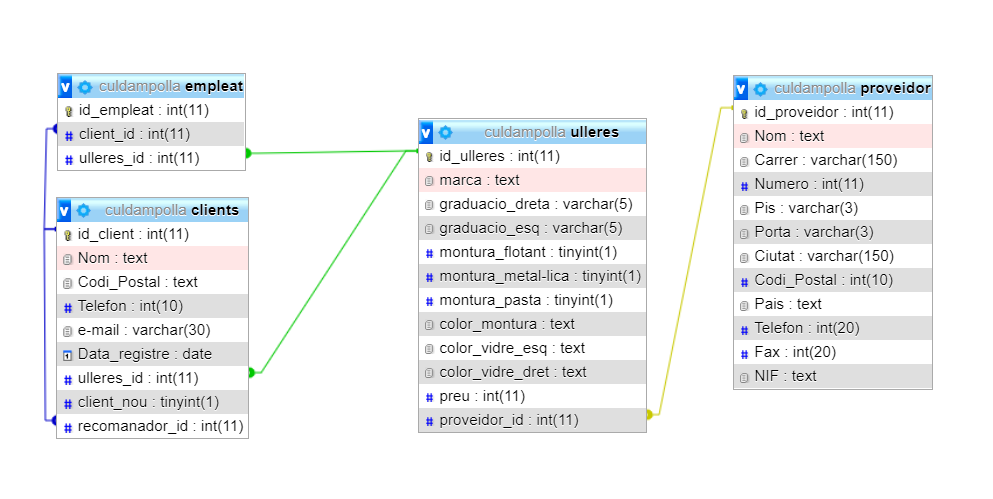 culdampolla empleat
id_empleat : int(11)
client_id : int(11)
ulleres_id : int(11)
culdampolla clients
id_client : int(11)
Nom : text
Codi_Postal : text
Telefon : int(10)
e-mail : varchar(30)
Data_registre : date
ulleres_id : int(11)
client_nou : tinyint(1)
recomanador_id : int(11)
culdampolla ulleres
id_ulleres : int(11)
marca : text
graduacio_dreta : varchar(5)
graduacio_esq : varchar(5)
montura_flotant : tinyint(1)
montura_metal-lica : tinyint(1)
montura_pasta : tinyint(1)
color_montura : text
color_vidre_esq : text
color_vidre_dret : text
preu : int(11)
proveidor_id : int(11)
culdampolla proveidor
id_proveidor : int(11)
Nom : text
Carrer : varchar(150)
Numero : int(11)
Pis : varchar(3)
Porta : varchar(3)
Ciutat : varchar(150)
Codi_Postal : int(10)
Pais : text
Telefon : int(20)
Fax : int(20)
NIF : text